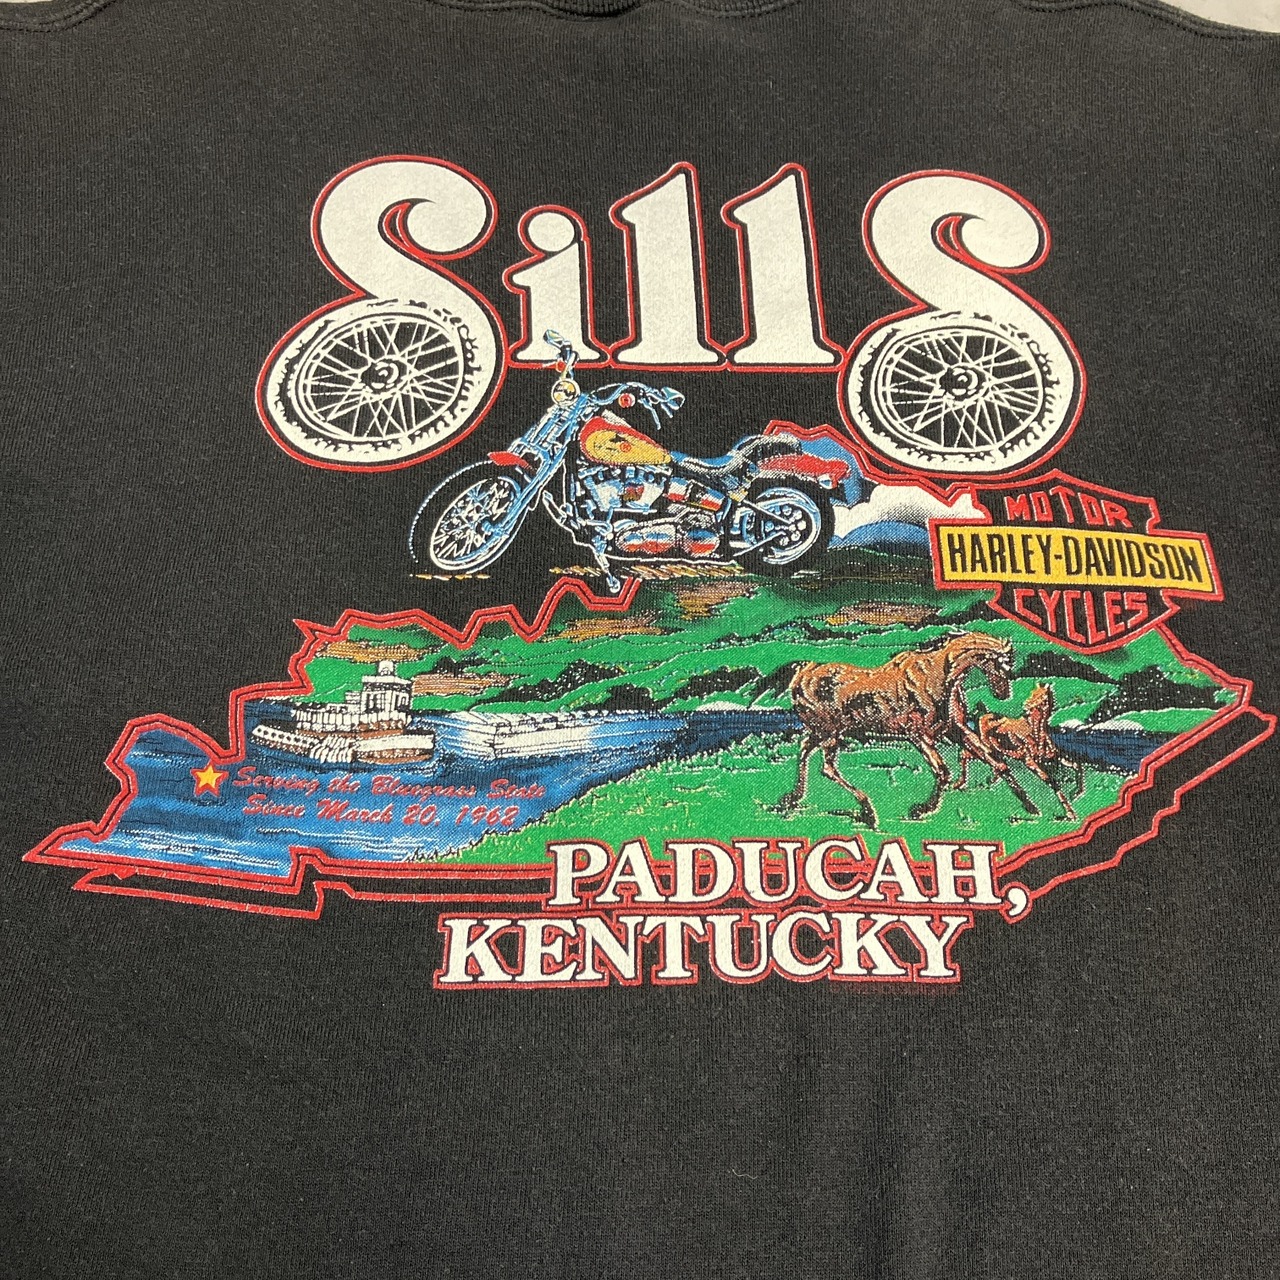 Sills
MOTOR
HARLEY-DAVIDSON
CYCLES
Serving the Bluegrass State
Since March 20, 1962
PADUCAH,
KENTUCKY